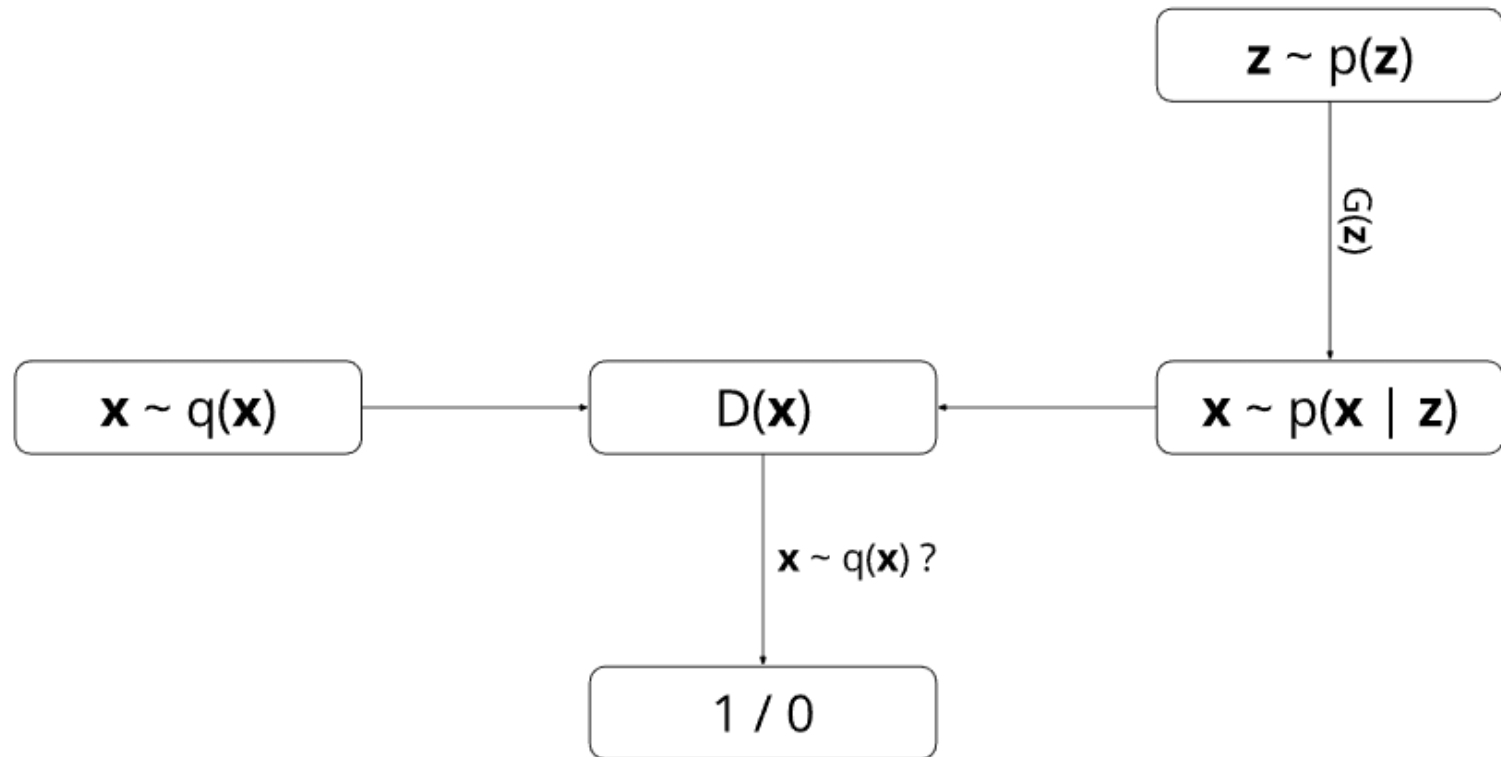 z ~ p(z)
G(z)
x ~ q(x)
D(x)
x ~ p(x | z)
x ~ q(x) ?
1 / 0